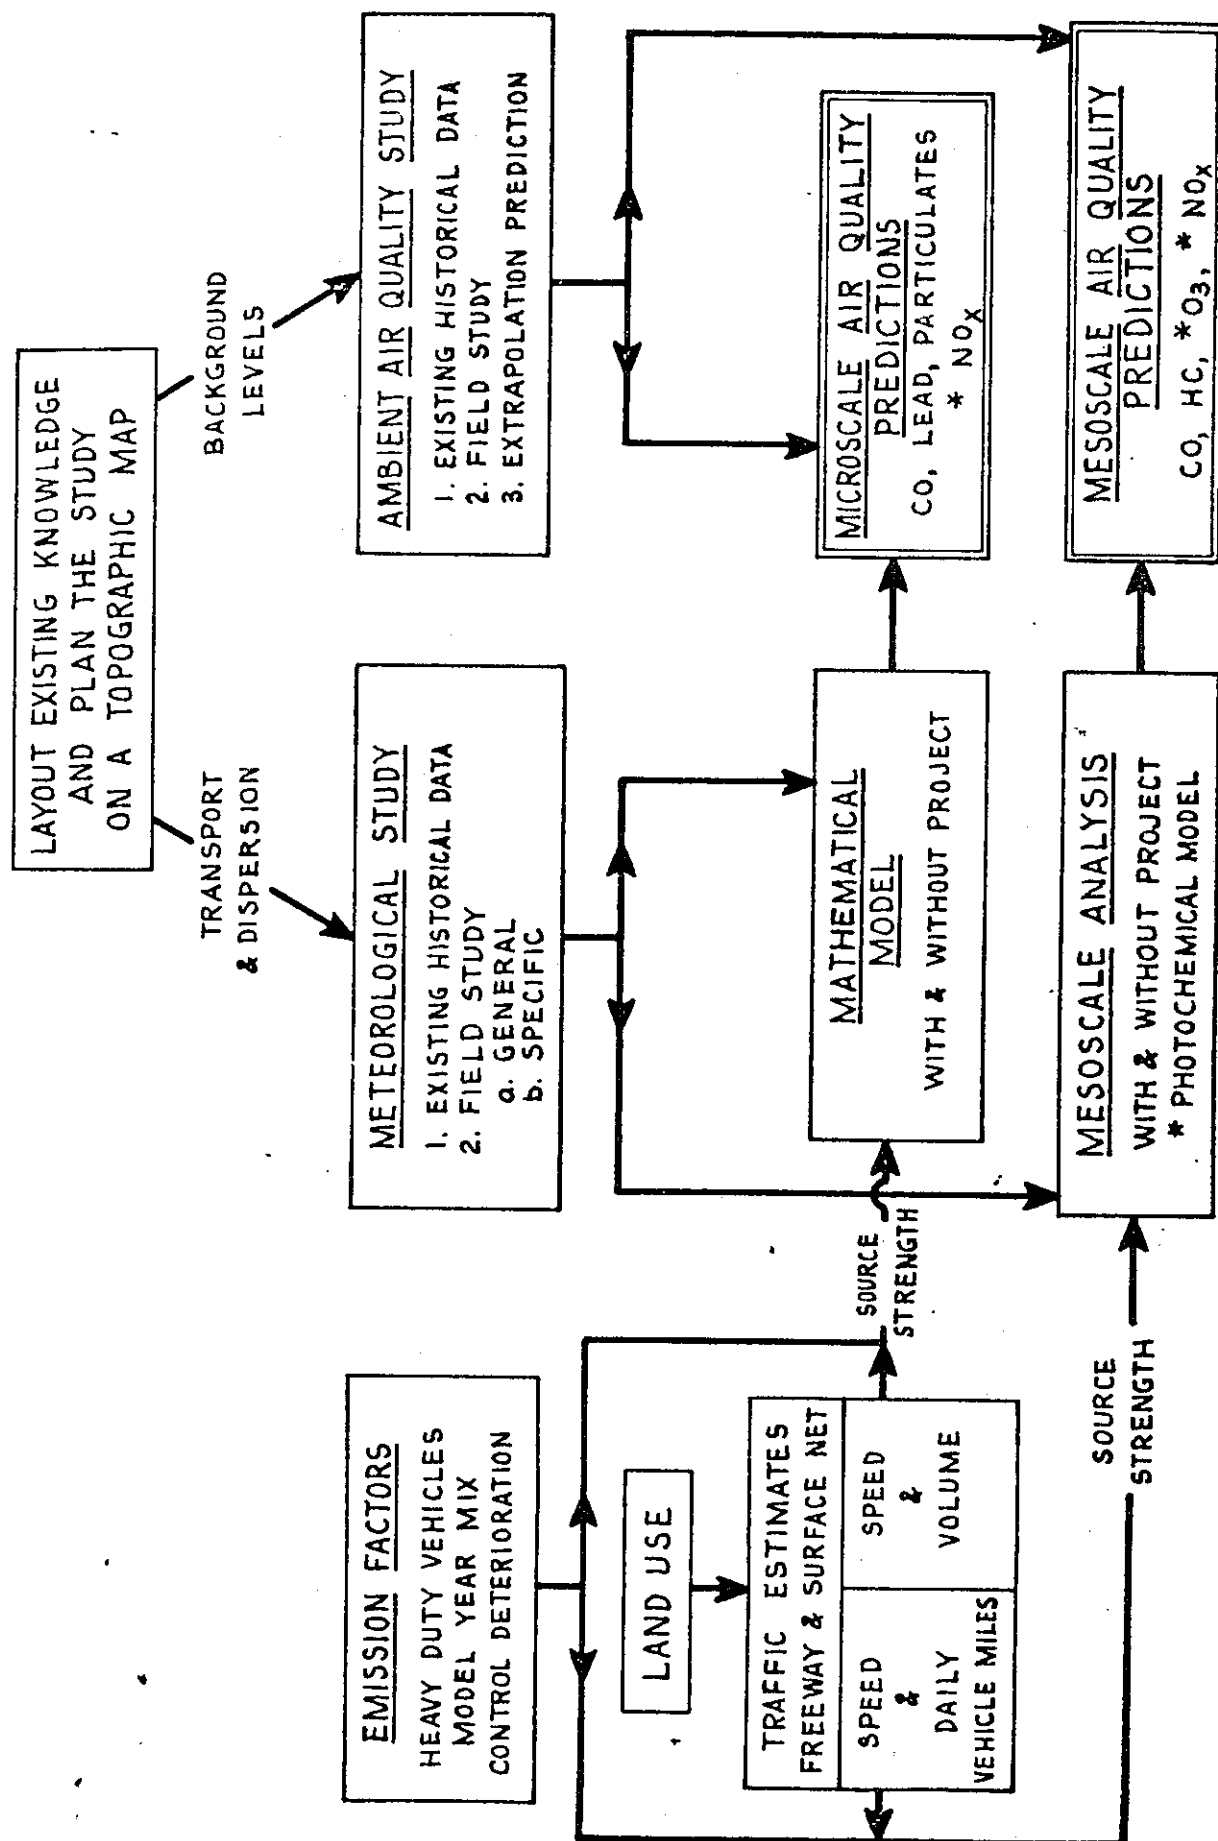 LAYOUT EXISTING KNOWLEDGE
AND PLAN THE STUDY
ON A TOPOGRAPHIC MAP
TRANSPORT
& DISPERSION
BACKGROUND
LEVELS
EMISSION FACTORS
HEAVY DUTY VEHICLES
MODEL YEAR MIX
CONTROL DETERIORATION
METEOROLOGICAL STUDY
1. EXISTING HISTORICAL DATA
2. FIELD STUDY
a. GENERAL
b. SPECIFIC
AMBIENT AIR QUALITY STUDY
1. EXISTING HISTORICAL DATA
2. FIELD STUDY
3. EXTRAPOLATION PREDICTION
LAND USE
TRAFFIC ESTIMATES
FREEWAY & SURFACE NET
SPEED
&
DAILY
VEHICLE MILES
SPEED
&
VOLUME
SOURCE
STRENGTH
MATHEMATICAL
MODEL
WITH & WITHOUT PROJECT
MICROSCALE AIR QUALITY
PREDICTIONS
CO, LEAD, PARTICULATES
* NOX
SOURCE
STRENGTH
MESOSCALE ANALYSIS
WITH & WITHOUT PROJECT
* PHOTOCHEMICAL MODEL
MESOSCALE AIR QUALITY
PREDICTIONS
CO, HC, *O3, * NOX